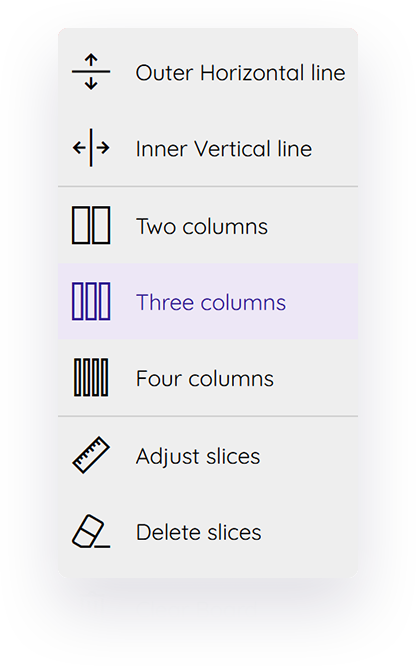 Outer Horizontal line
Inner Vertical line
Two columns
Three columns
Four columns
Adjust slices
Delete slices